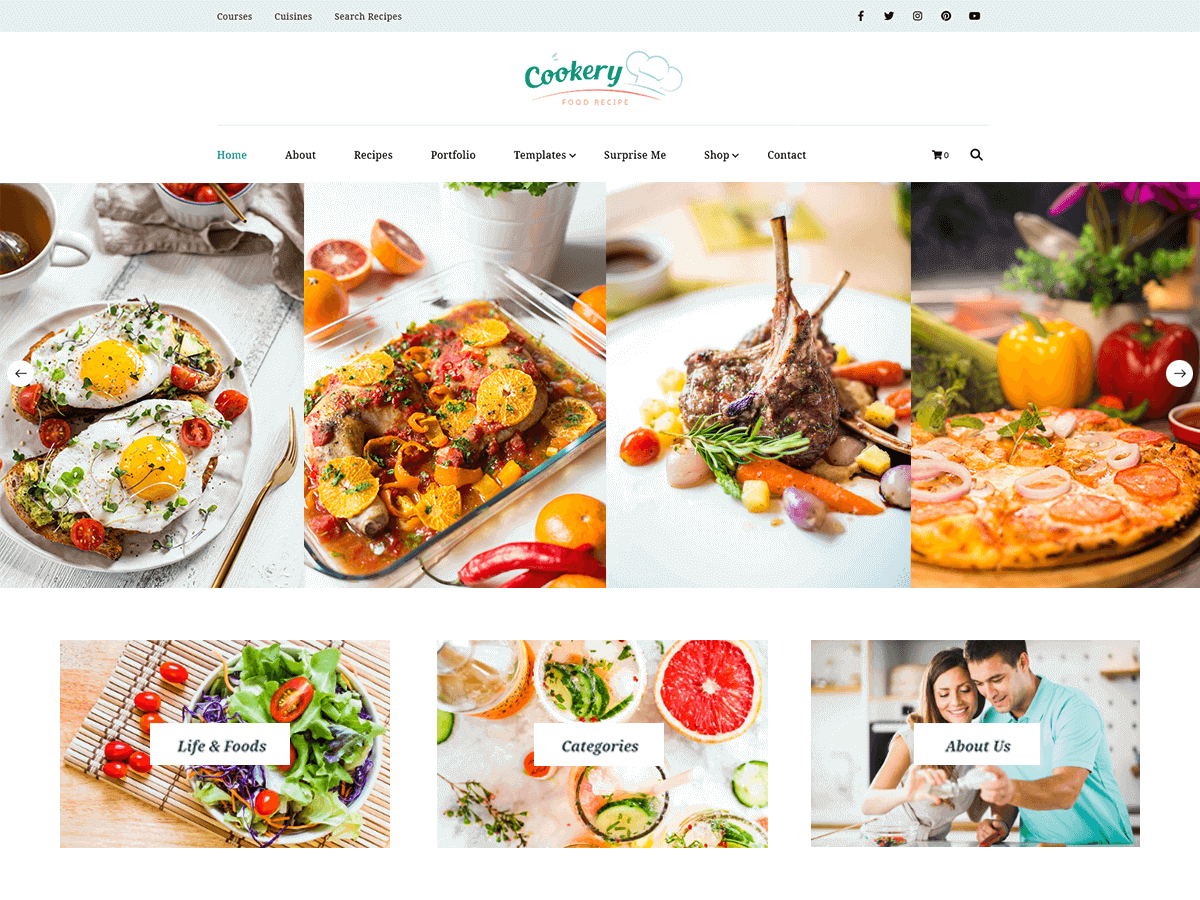 Courses Cuisines Search Recipes
Cookery
FOOD RECIPE
Home About Recipes Portfolio Templates Surprise Me Shop Contact 0
Life & Foods Categories About Us